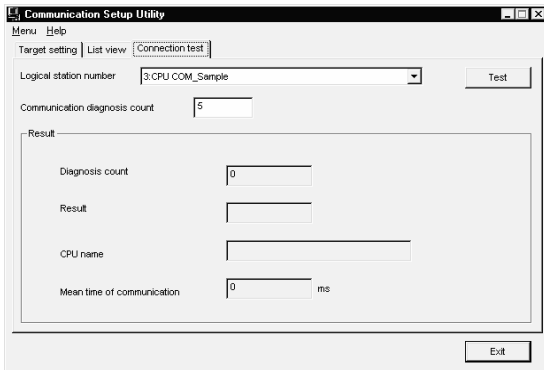 Communication Setup Utility
Menu Help
Target setting List view Connection test
Logical station number 3:CPU COM_Sample Test
Communication diagnosis count 5
Result
Diagnosis count 0
Result
CPU name
Mean time of communication 0 ms
Exit